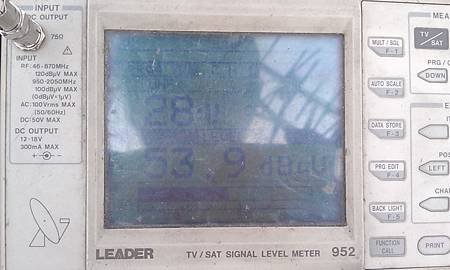 INPUT
DC OUTPUT
75Ω
INPUT
RF: 46-870MHz
120dBμV MAX
950-2050MHz
100dBμV MAX
(0dBμV=1μV)
AC: 100Vrms MAX
(50/60Hz)
DC: 50V MAX
DC OUTPUT
12-18V
300mA MAX
53.9 dBμV
LEADER
TV / SAT SIGNAL LEVEL METER 952
MULT / SGL
F-1
AUTO SCALE
F-2
DATA STORE
F-3
PRG EDIT
F-4
BACK LIGHT
F-5
FUNCTION
CALL
MEA
TV
/SAT
PRG / C
DOWN
LEFT
PRINT